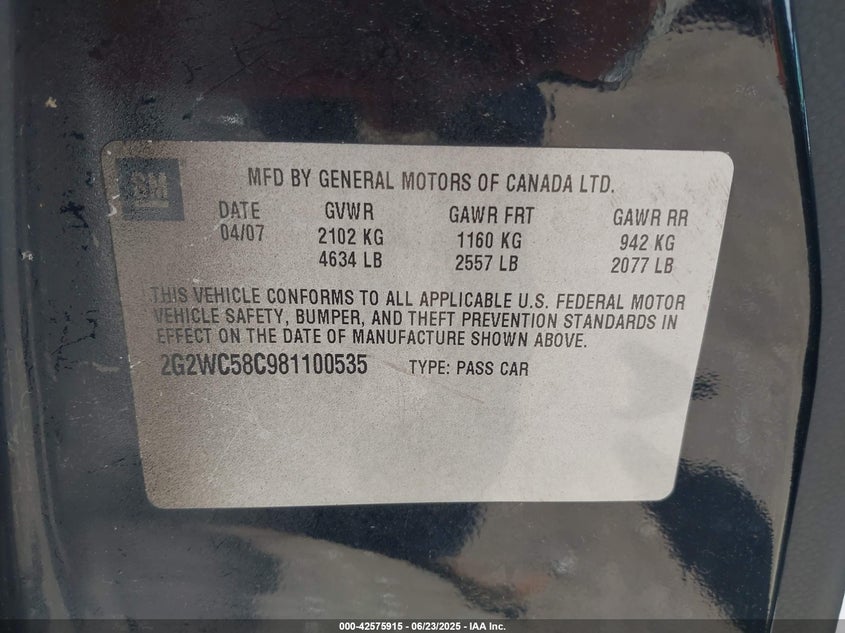 GM
MFD BY GENERAL MOTORS OF CANADA LTD.
DATE GVWR GAWR FRT GAWR RR
04/07 2102 KG 1160 KG 942 KG
4634 LB 2557 LB 2077 LB
THIS VEHICLE CONFORMS TO ALL APPLICABLE U.S. FEDERAL MOTOR
VEHICLE SAFETY, BUMPER, AND THEFT PREVENTION STANDARDS IN
EFFECT ON THE DATE OF MANUFACTURE SHOWN ABOVE.
2G2WC58C981100535 TYPE: PASS CAR
000-42575915 - 06/23/2025 - IAA Inc.